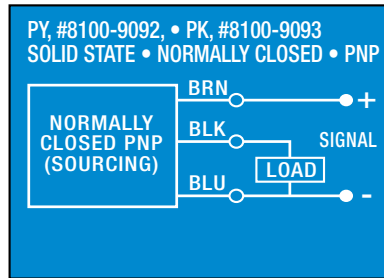 PY, #8100-9092, • PK, #8100-9093
SOLID STATE • NORMALLY CLOSED • PNP
BRN
+
NORMALLY
CLOSED PNP
(SOURCING)
BLK
SIGNAL
LOAD
BLU
-